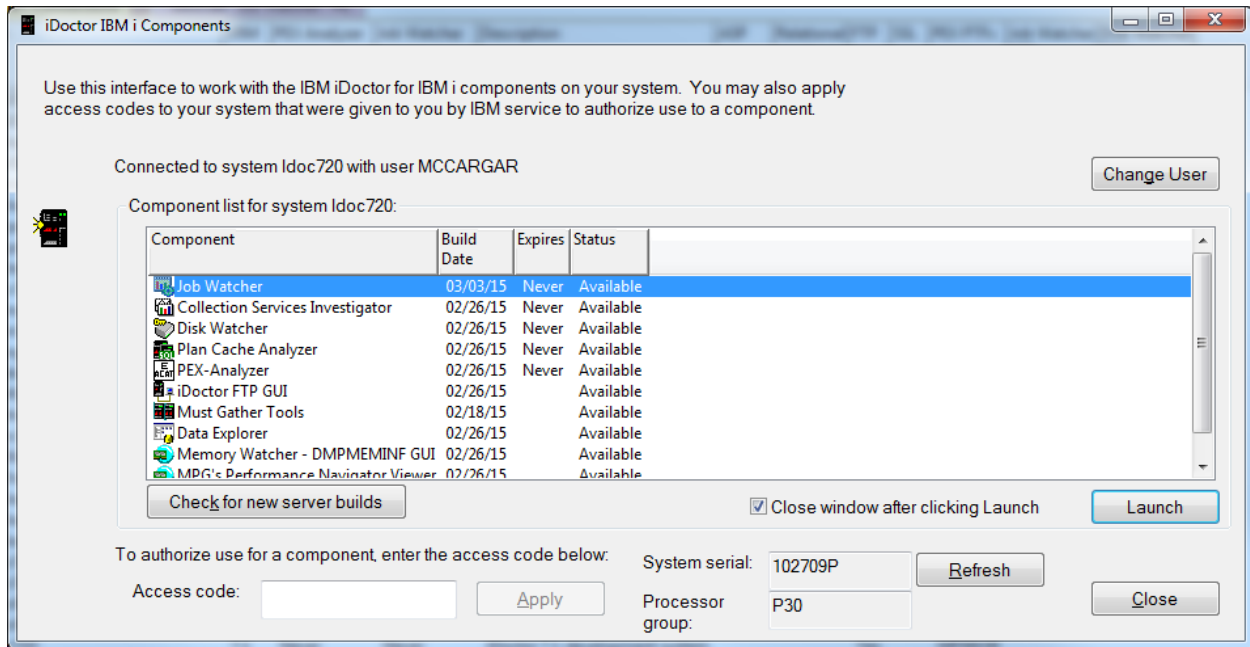 iDoctor IBM i Components
Use this interface to work with the IBM iDoctor for IBM i components on your system. You may also apply
access codes to your system that were given to you by IBM service to authorize use to a component.
Connected to system Idoc720 with user MCCARGAR
Change User
Component list for system Idoc720:
Component Build Date Expires Status
Job Watcher 03/03/15 Never Available
Collection Services Investigator 02/26/15 Never Available
Disk Watcher 02/26/15 Never Available
Plan Cache Analyzer 02/26/15 Never Available
PEX-Analyzer 02/26/15 Never Available
iDoctor FTP GUI 02/26/15 Available
Must Gather Tools 02/18/15 Available
Data Explorer 02/26/15 Available
Memory Watcher - DMPMEMINF GUI 02/26/15 Available
MPG's Performance Navigator Viewer 02/26/15 Available
Check for new server builds
Close window after clicking Launch
Launch
To authorize use for a component, enter the access code below:
Access code:
Apply
System serial: 102709P
Refresh
Processor group: P30
Close